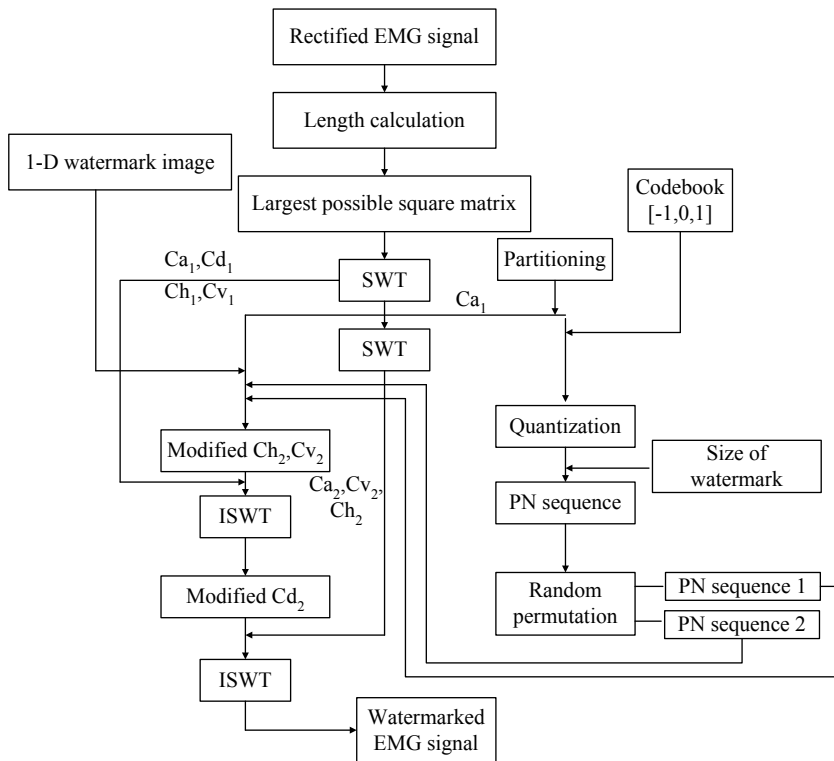 Rectified EMG signal
Length calculation
1-D watermark image
Largest possible square matrix
Codebook
[-1,0,1]
Partitioning
Ca₁,Cd₁
Ch₁,Cv₁
SWT
Ca₁
SWT
Quantization
Modified Ch₂,Cv₂
Size of
watermark
Ca₂,Cv₂,
Ch₂
PN sequence
ISWT
Random
permutation
PN sequence 1
PN sequence 2
Modified Cd₂
ISWT
Watermarked
EMG signal